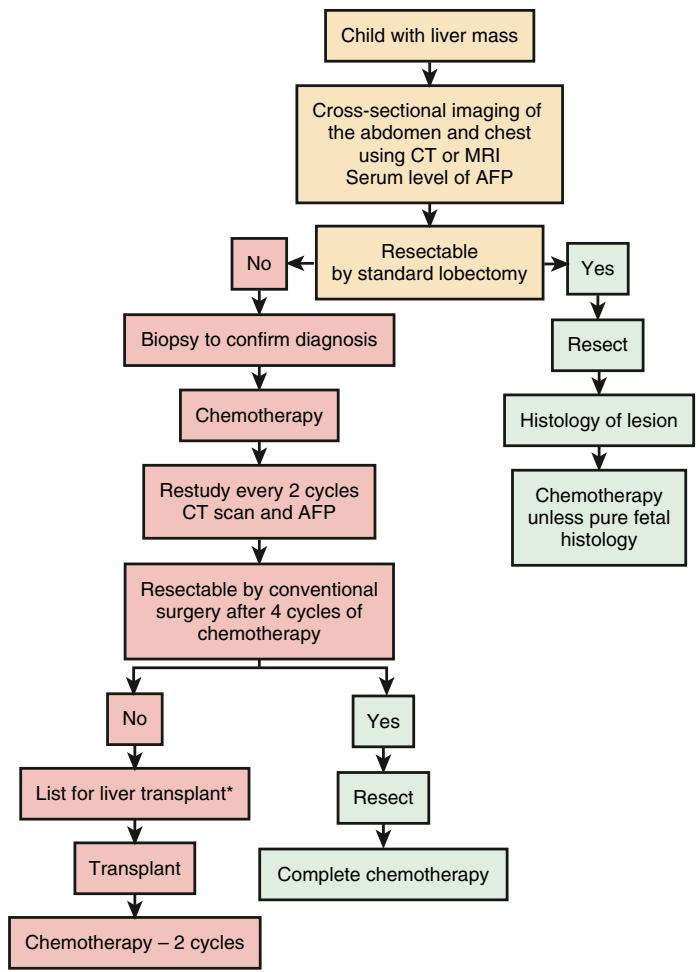 Child with liver mass
Cross-sectional imaging of
the abdomen and chest
using CT or MRI
Serum level of AFP
Resectable
by standard lobectomy
No
Yes
Biopsy to confirm diagnosis
Resect
Chemotherapy
Histology of lesion
Restudy every 2 cycles
CT scan and AFP
Chemotherapy
unless pure fetal
histology
Resectable by conventional
surgery after 4 cycles of
chemotherapy
No
Yes
List for liver transplant*
Resect
Transplant
Complete chemotherapy
Chemotherapy – 2 cycles